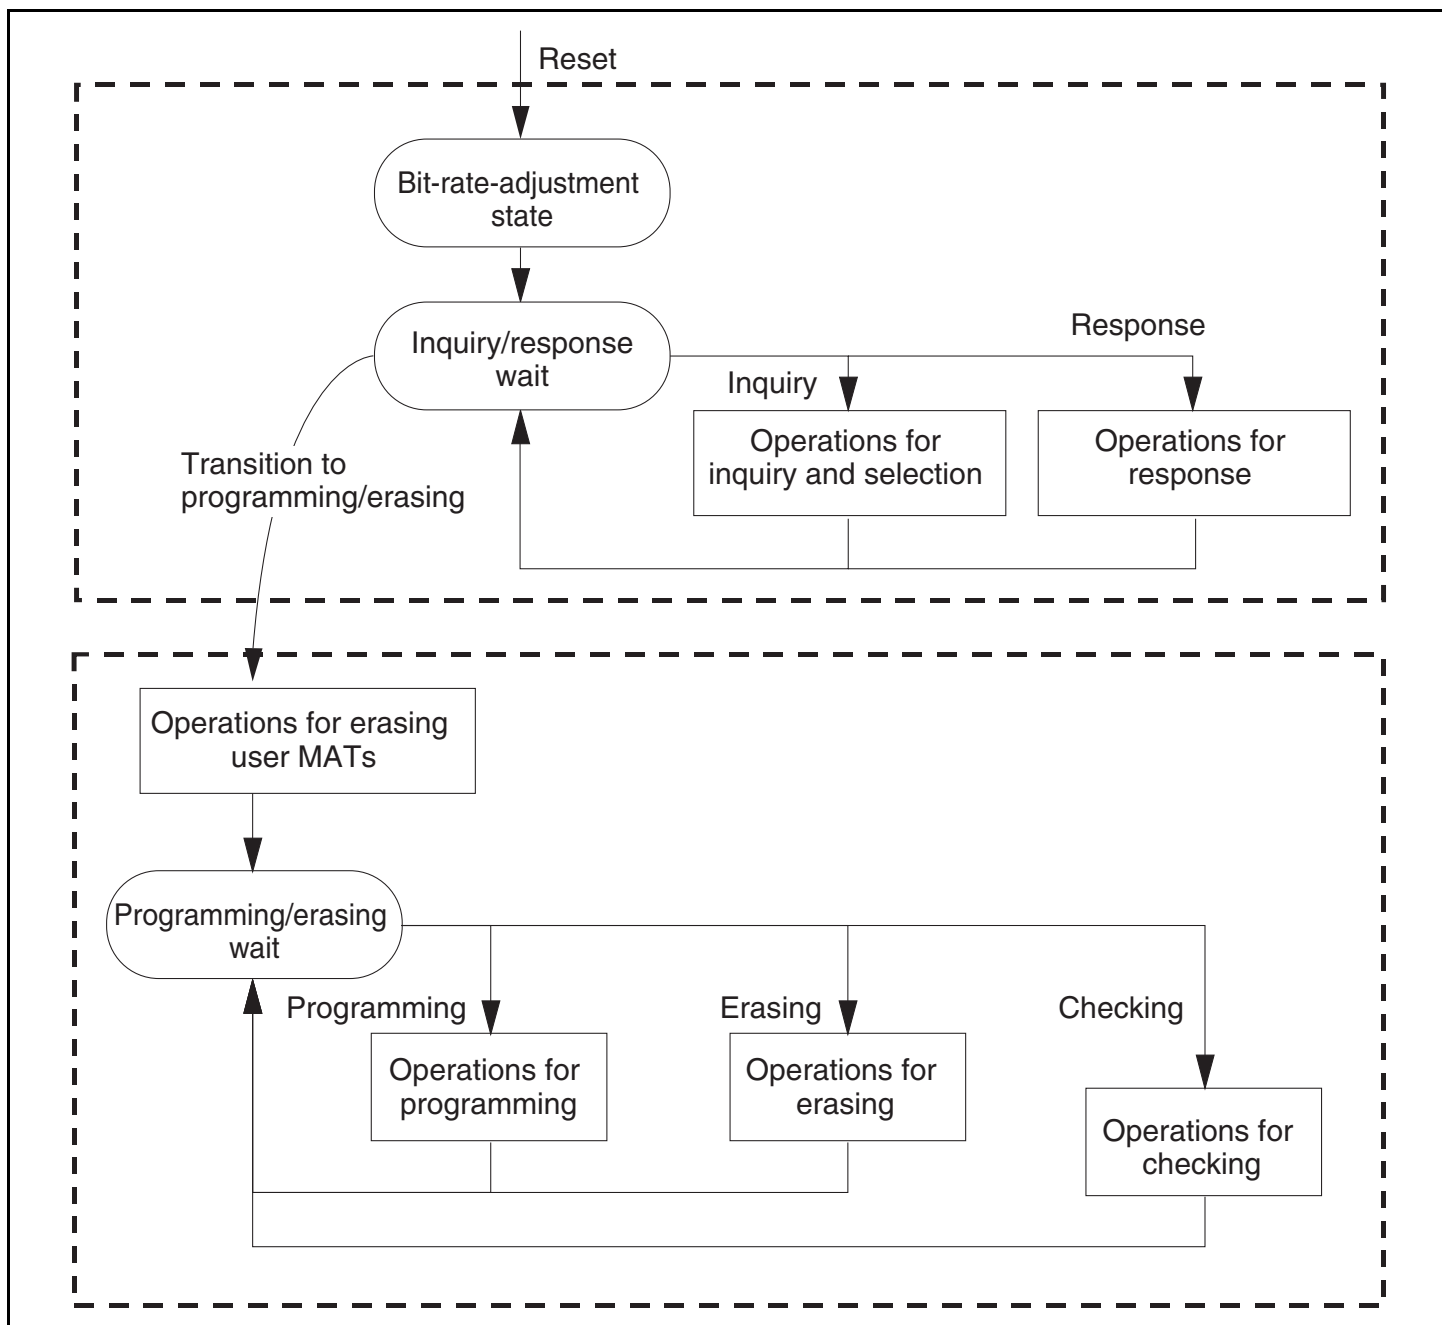 Reset
Bit-rate-adjustment
state
Inquiry/response
wait
Response
Inquiry
Operations for
inquiry and selection
Operations for
response
Transition to
programming/erasing
Operations for erasing
user MATs
Programming/erasing
wait
Programming
Erasing
Checking
Operations for
programming
Operations for
erasing
Operations for
checking